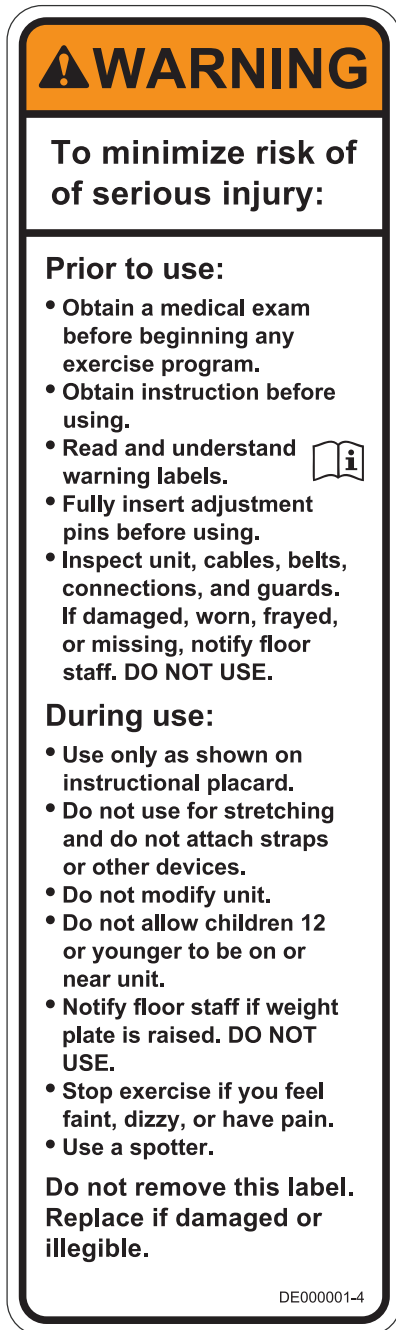 WARNING
To minimize risk of
of serious injury:
Prior to use:
• Obtain a medical exam
before beginning any
exercise program.
• Obtain instruction before
using.
• Read and understand
warning labels.
• Fully insert adjustment
pins before using.
• Inspect unit, cables, belts,
connections, and guards.
If damaged, worn, frayed,
or missing, notify floor
staff. DO NOT USE.
During use:
• Use only as shown on
instructional placard.
• Do not use for stretching
and do not attach straps
or other devices.
• Do not modify unit.
• Do not allow children 12
or younger to be on or
near unit.
• Notify floor staff if weight
plate is raised. DO NOT
USE.
• Stop exercise if you feel
faint, dizzy, or have pain.
• Use a spotter.
Do not remove this label.
Replace if damaged or
illegible.
DE000001-4